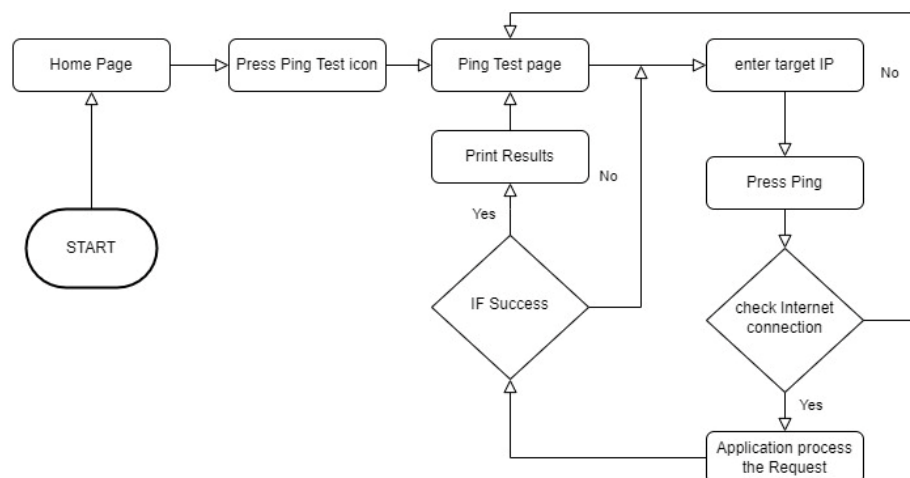 Home Page
Press Ping Test icon
Ping Test page
enter target IP
No
Print Results
No
Press Ping
Yes
START
IF Success
check Internet
connection
Yes
Application process
the Request